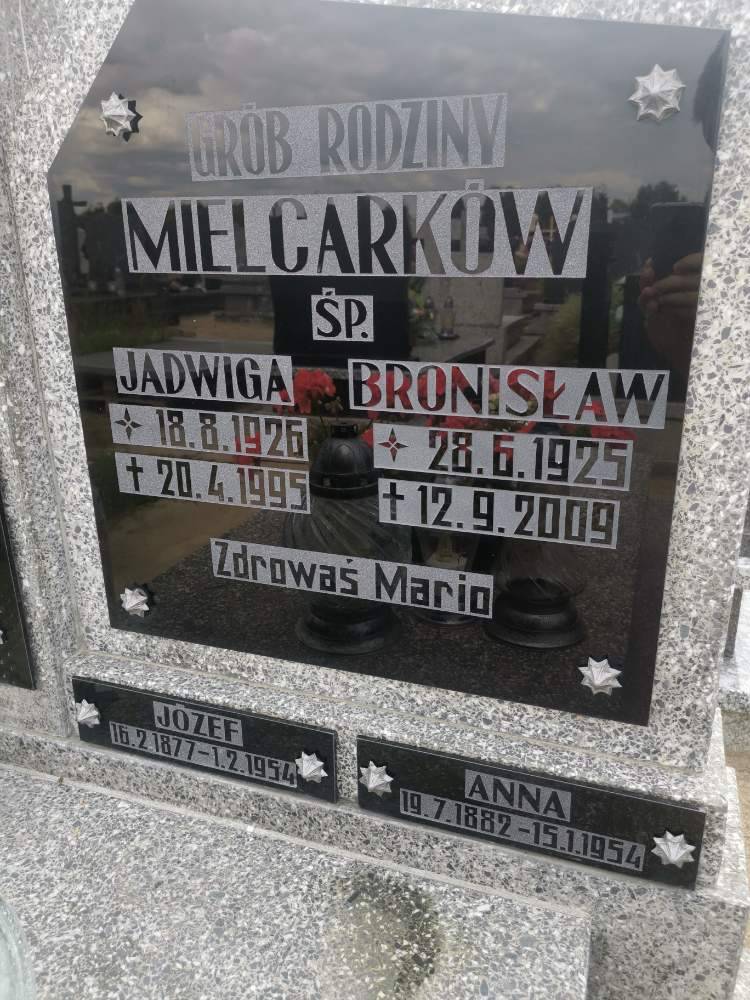 GRÓB RODZINY
MIELCARKÓW
ŚP.
JADWIGA
18.8.1926
† 20.4.1995
BRONISŁAW
28.6.1925
† 12.9.2009
Zdrowaś Mario
JÓZEF
16.2.1877-1.2.1954
ANNA
19.7.1882-15.1.1954